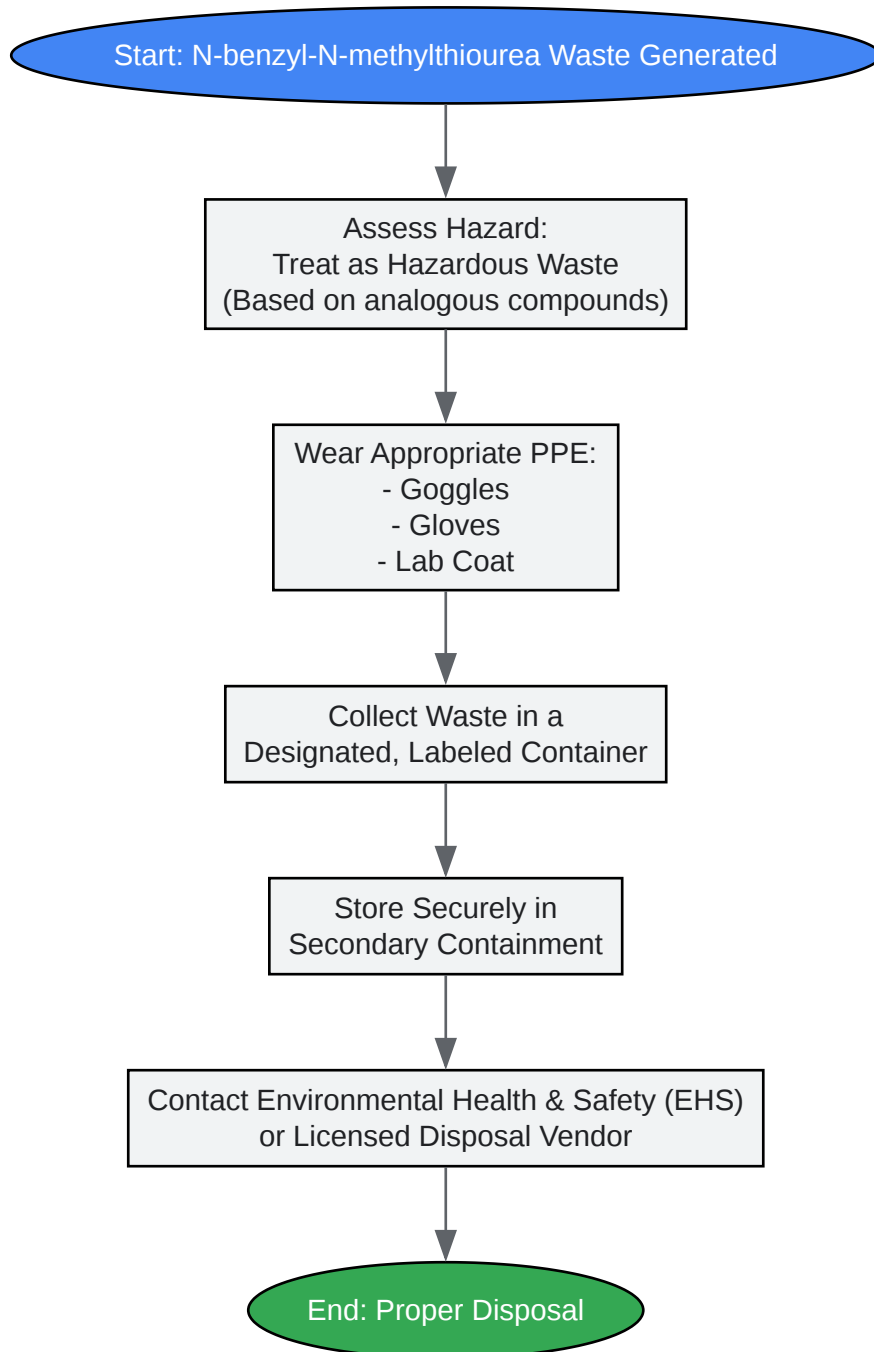 Start: N-benzyl-N-methylthiourea Waste Generated
Assess Hazard:
Treat as Hazardous Waste
(Based on analogous compounds)
Wear Appropriate PPE:
- Goggles
- Gloves
- Lab Coat
Collect Waste in a
Designated, Labeled Container
Store Securely in
Secondary Containment
Contact Environmental Health & Safety (EHS)
or Licensed Disposal Vendor
End: Proper Disposal